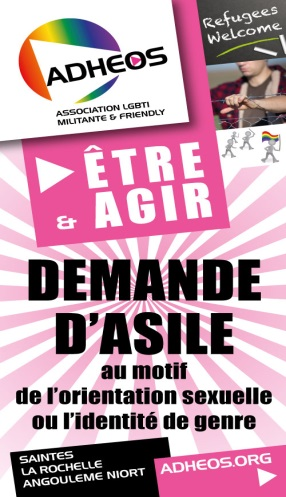 ADHEOS
ASSOCIATION LGBTI
MILITANTE & FRIENDLY
Refugees
Welcome
ÊTRE
& AGIR
DEMANDE
D'ASILE
au motif
de l'orientation sexuelle
ou l'identité de genre
SAINTES
LA ROCHELLE
ANGOULEME NIORT
ADHEOS.ORG